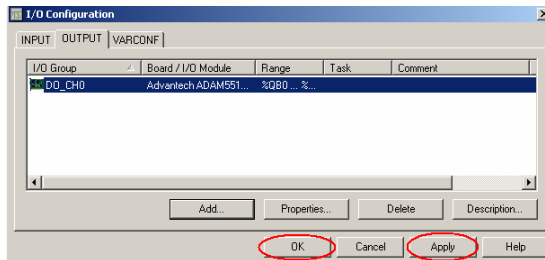 I/O Configuration
INPUT OUTPUT VARCONF
I/O Group Board / I/O Module Range Task Comment
DO_CH0 Advantech ADAM551... %QB0 ... %...
Add... Properties... Delete Description...
OK Cancel Apply Help